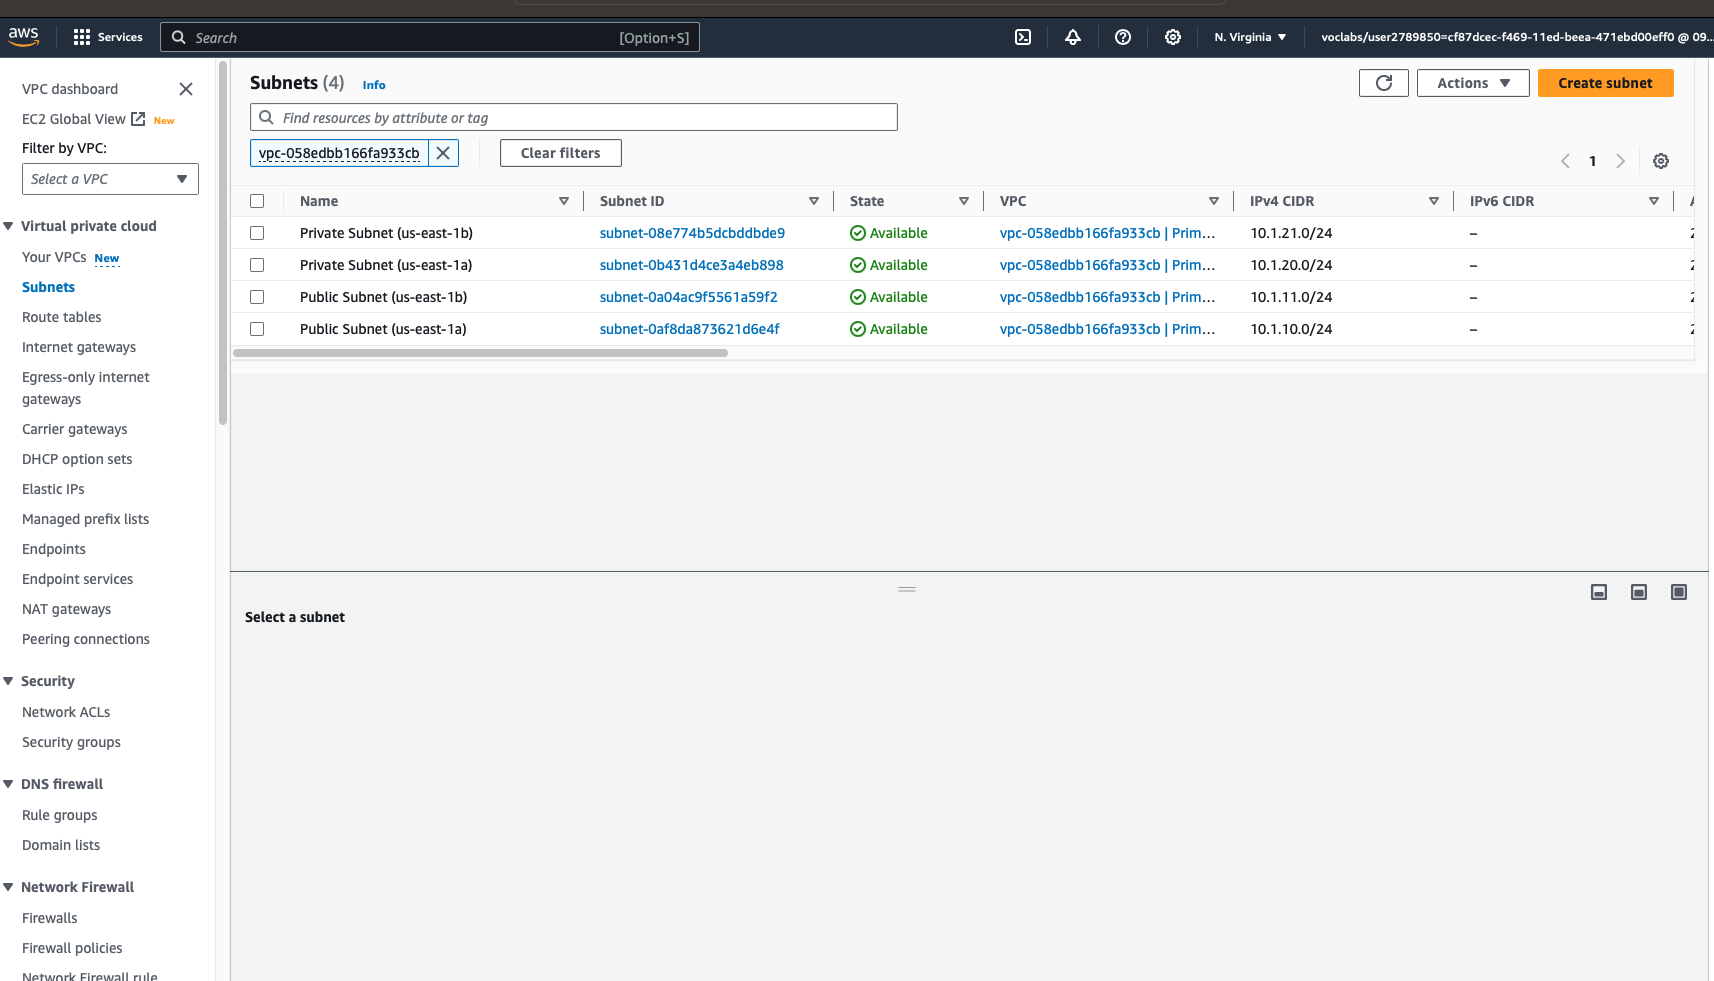 aws
Services
Search
[Option+S]
N. Virginia
voclabs/user2789850=cf87dcec-f469-11ed-beea-471ebd00eff0 @ 09...
VPC dashboard
EC2 Global View New
Filter by VPC:
Select a VPC
Virtual private cloud
Your VPCs New
Subnets
Route tables
Internet gateways
Egress-only internet
gateways
Carrier gateways
DHCP option sets
Elastic IPs
Managed prefix lists
Endpoints
Endpoint services
NAT gateways
Peering connections
Security
Network ACLs
Security groups
DNS firewall
Rule groups
Domain lists
Network Firewall
Firewalls
Firewall policies
Network Firewall rule
Subnets (4) Info
Actions
Create subnet
Find resources by attribute or tag
vpc-058edbb166fa933cb
Clear filters
1
Name Subnet ID State VPC IPv4 CIDR IPv6 CIDR
Private Subnet (us-east-1b) subnet-08e774b5dcbddbde9 Available vpc-058edbb166fa933cb | Prim... 10.1.21.0/24 –
Private Subnet (us-east-1a) subnet-0b431d4ce3a4eb898 Available vpc-058edbb166fa933cb | Prim... 10.1.20.0/24 –
Public Subnet (us-east-1b) subnet-0a04ac9f5561a59f2 Available vpc-058edbb166fa933cb | Prim... 10.1.11.0/24 –
Public Subnet (us-east-1a) subnet-0af8da873621d6e4f Available vpc-058edbb166fa933cb | Prim... 10.1.10.0/24 –
Select a subnet